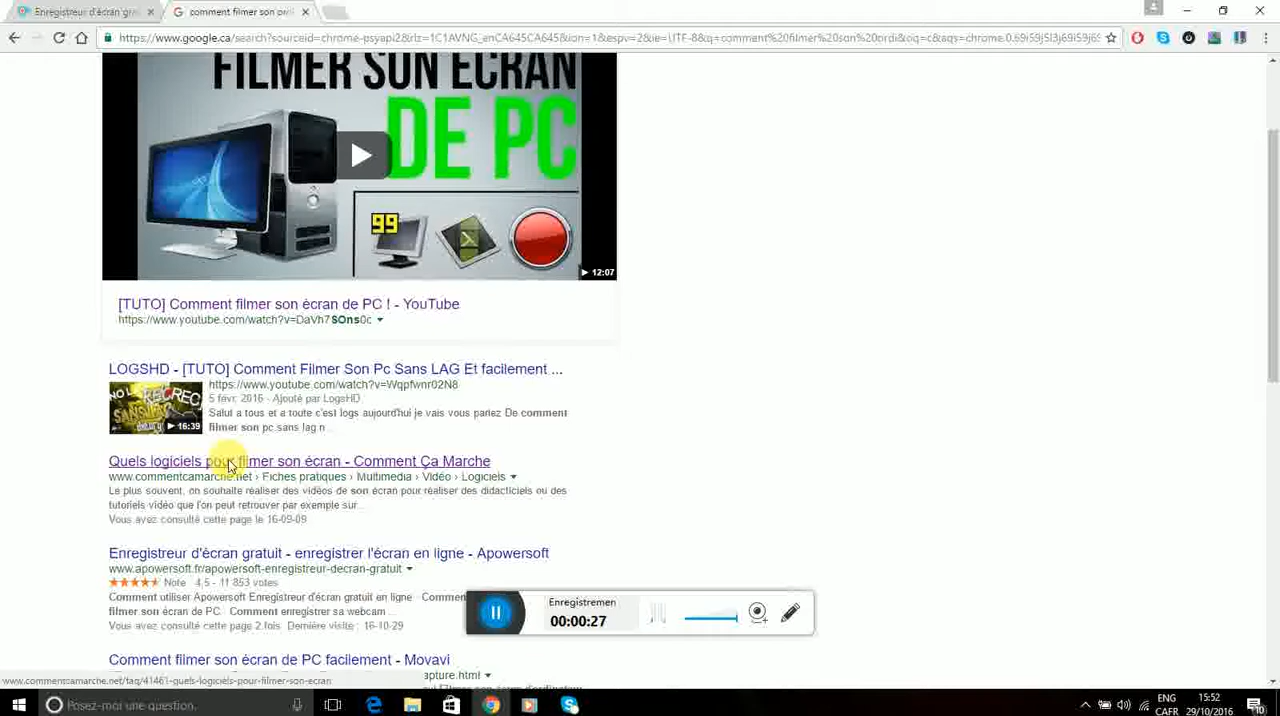 Enregistreur d'écran grat
comment filmer son
https://www.google.ca/search?sourceid=chrome-psyapi2&rlz=1C1AVNG_enCA645CA645&ion=1&espv=2&ie=UTF-8&q=comment%20filmer%20son%20ordi&oq=c&aqs=chrome.0.69i59j5l3j69i59j69i6
FILMER SON ÉCRAN
DE PC
99
12:07
[TUTO] Comment filmer son écran de PC ! - YouTube
https://www.youtube.com/watch?v=DaVh7SOns0c
LOGSHD - [TUTO] Comment Filmer Son Pc Sans LAG Et facilement ...
https://www.youtube.com/watch?v=Wqpfwnr02N8
5 févr. 2016 - Ajouté par LogsHD
Salut a tous et a toute c'est logs aujourd'hui je vais vous parlez De comment
filmer son pc sans lag n...
16:39
Quels logiciels pour filmer son écran - Comment Ça Marche
www.commentcamarche.net › Fiches pratiques › Multimedia › Vidéo › Logiciels
Le plus souvent, on souhaite réaliser des vidéos de son écran pour réaliser des didacticiels ou des
tutoriels vidéo que l'on peut retrouver par exemple sur...
Vous avez consulté cette page le 16-09-09
Enregistreur d'écran gratuit - enregistrer l'écran en ligne - Apowersoft
www.apowersoft.fr/apowersoft-enregistreur-decran-gratuit
Note : 4,5 - 11 853 votes
Comment utiliser Apowersoft Enregistreur d'écran gratuit en ligne · Comme
filmer son écran de PC · Comment enregistrer sa webcam ...
Vous avez consulté cette page 2 fois. Dernière visite : 16-10-29
Enregistremen
00:00:27
Comment filmer son écran de PC facilement - Movavi
apture.html
www.commentcamarche.net/faq/41461-quels-logiciels-pour-filmer-son-ecran
Posez-moi une question.
ENG
CAFR
15:52
29/10/2016
10